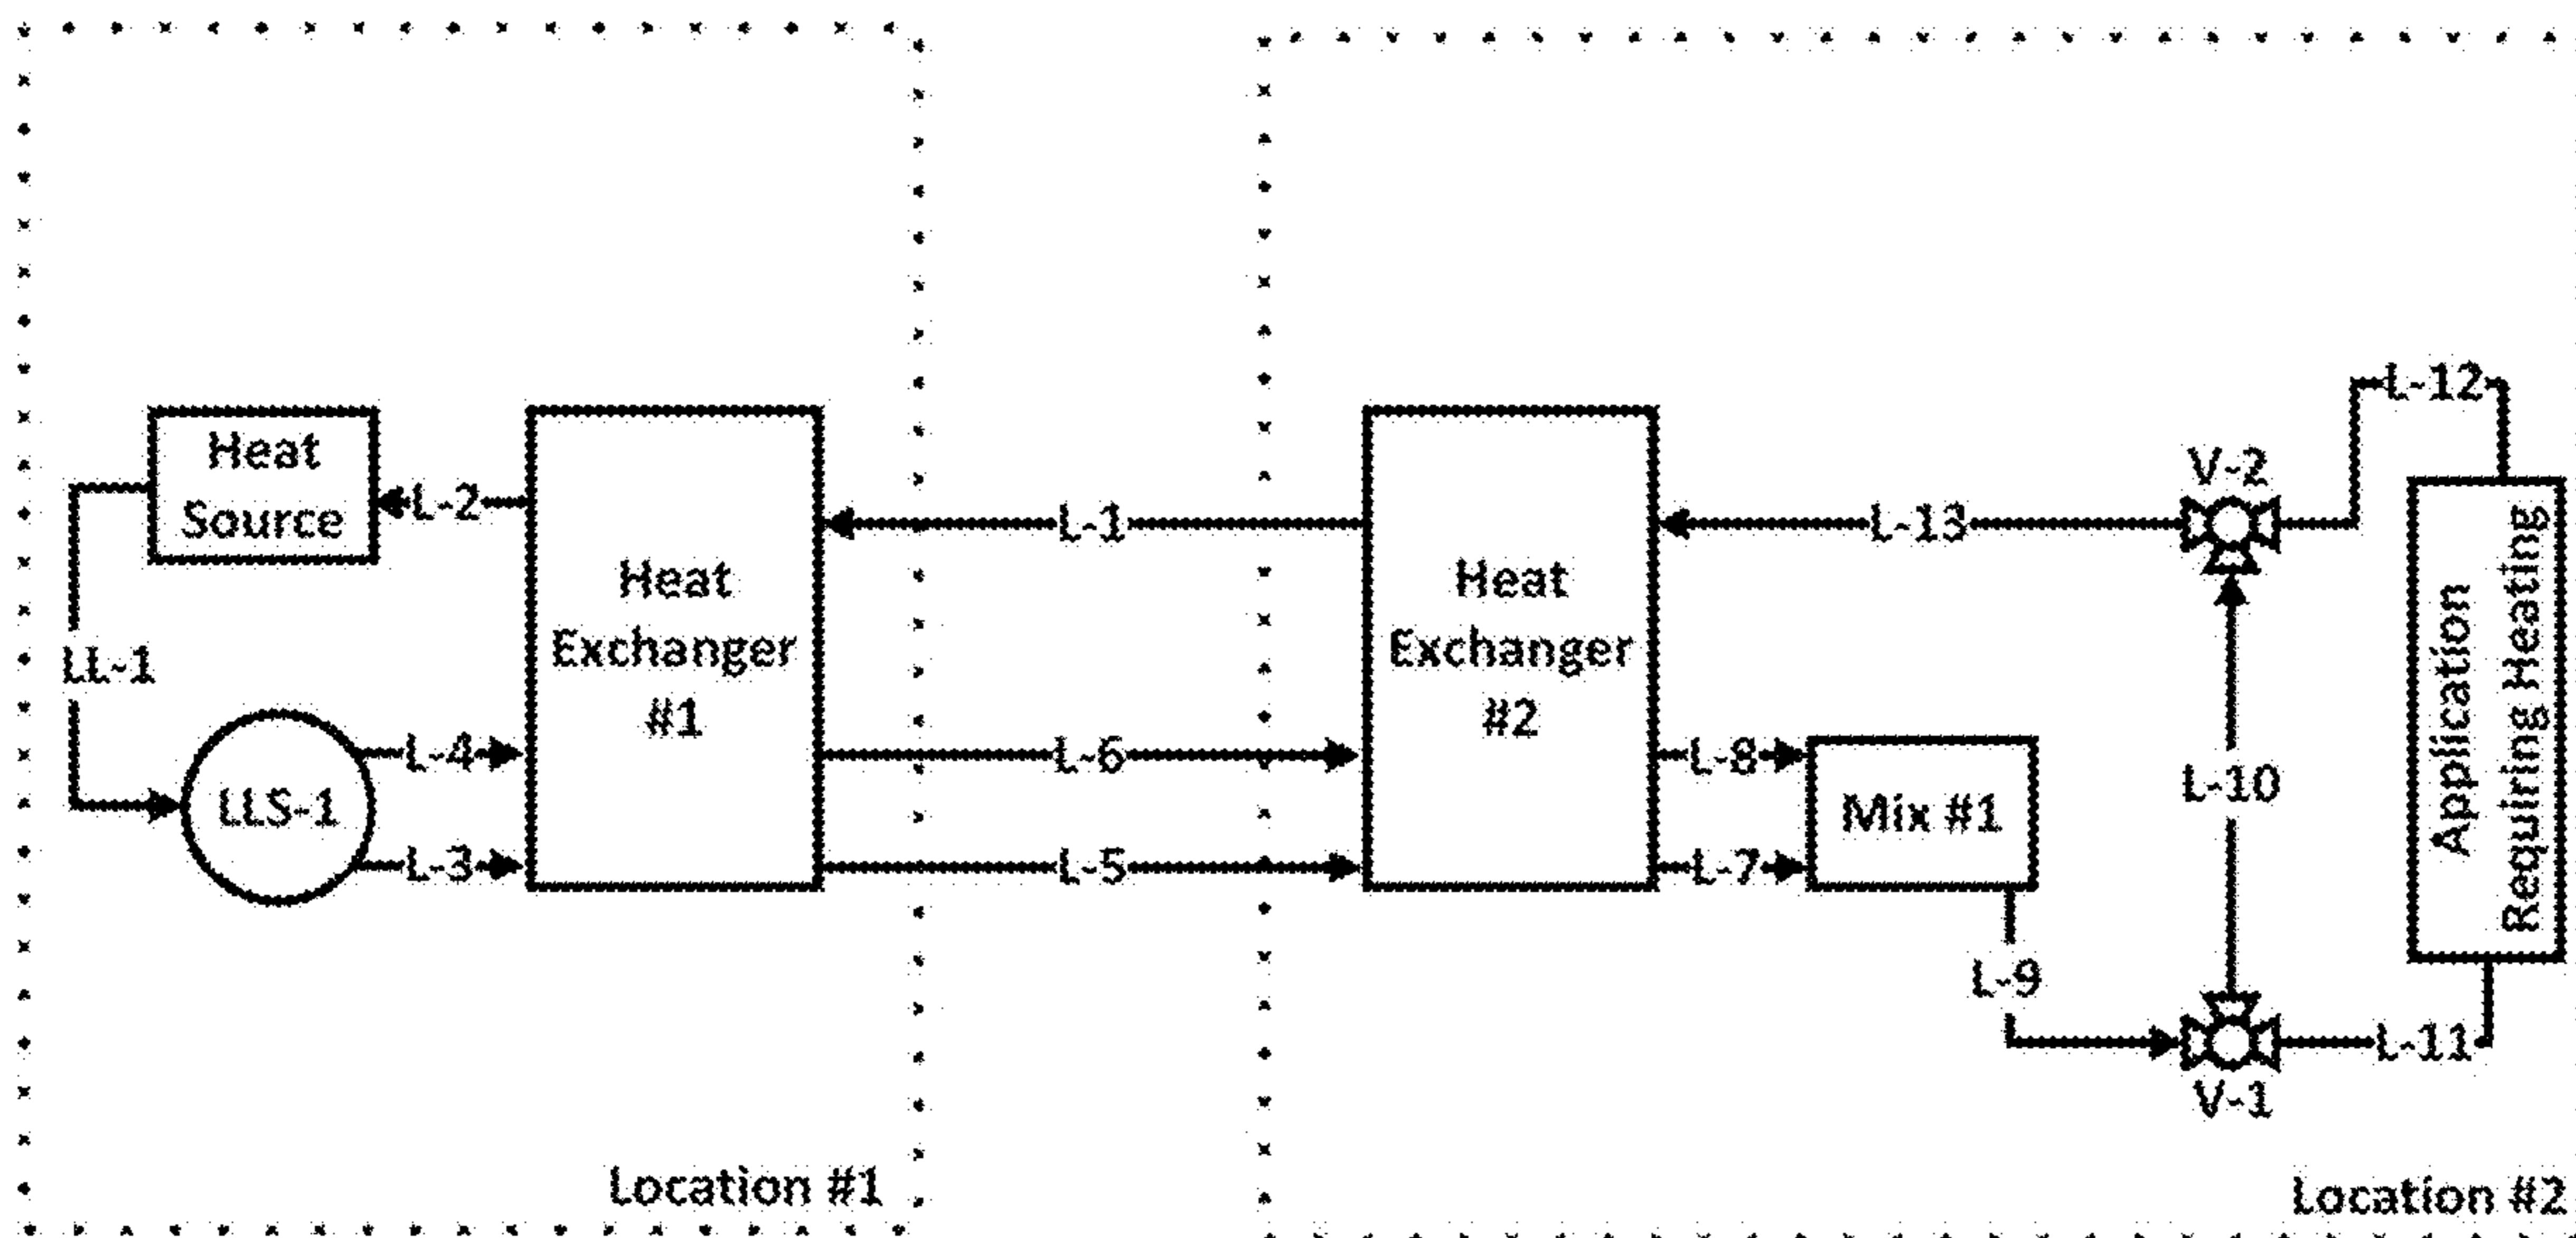 L-12
Heat
Source
L-2
L-1
L-13
V-2
Heat
Exchanger
#1
Heat
Exchanger
#2
LL-1
L-4
L-6
L-8
L-10
Application
Requiring Heating
LLS-1
Mix #1
L-3
L-5
L-7
L-9
L-11
V-1
Location #1
Location #2